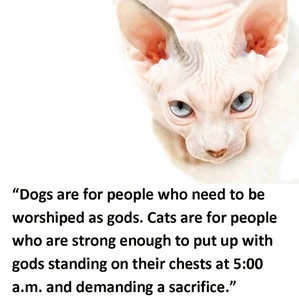 “Dogs are for people who need to be
worshiped as gods. Cats are for people
who are strong enough to put up with
gods standing on their chests at 5:00
a.m. and demanding a sacrifice.”